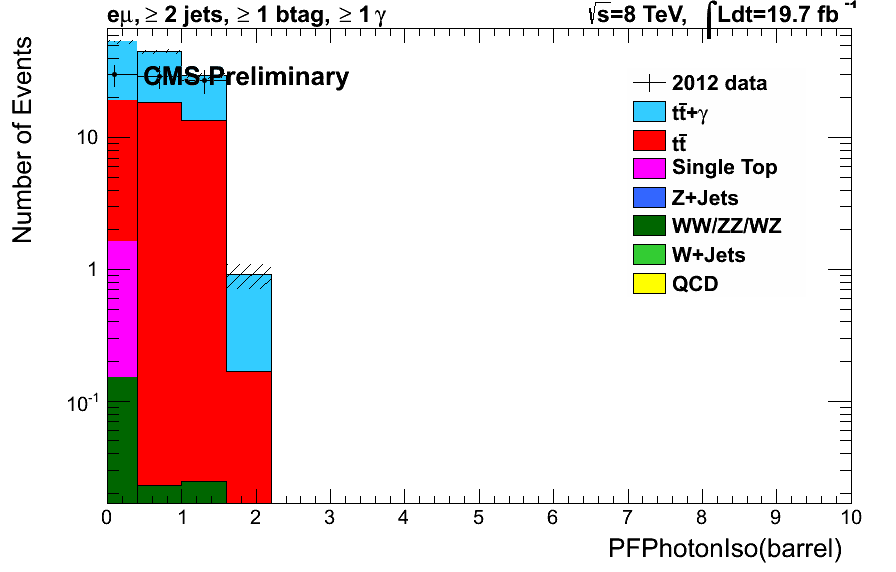 eμ, ≥ 2 jets, ≥ 1 btag, ≥ 1 γ
√s=8 TeV, ∫Ldt=19.7 fb⁻¹
CMS Preliminary
2012 data
tt̄+γ
tt̄
Single Top
Z+Jets
WW/ZZ/WZ
W+Jets
QCD
Number of Events
10
1
10⁻¹
0 1 2 3 4 5 6 7 8 9 10
PFPhotonIso(barrel)